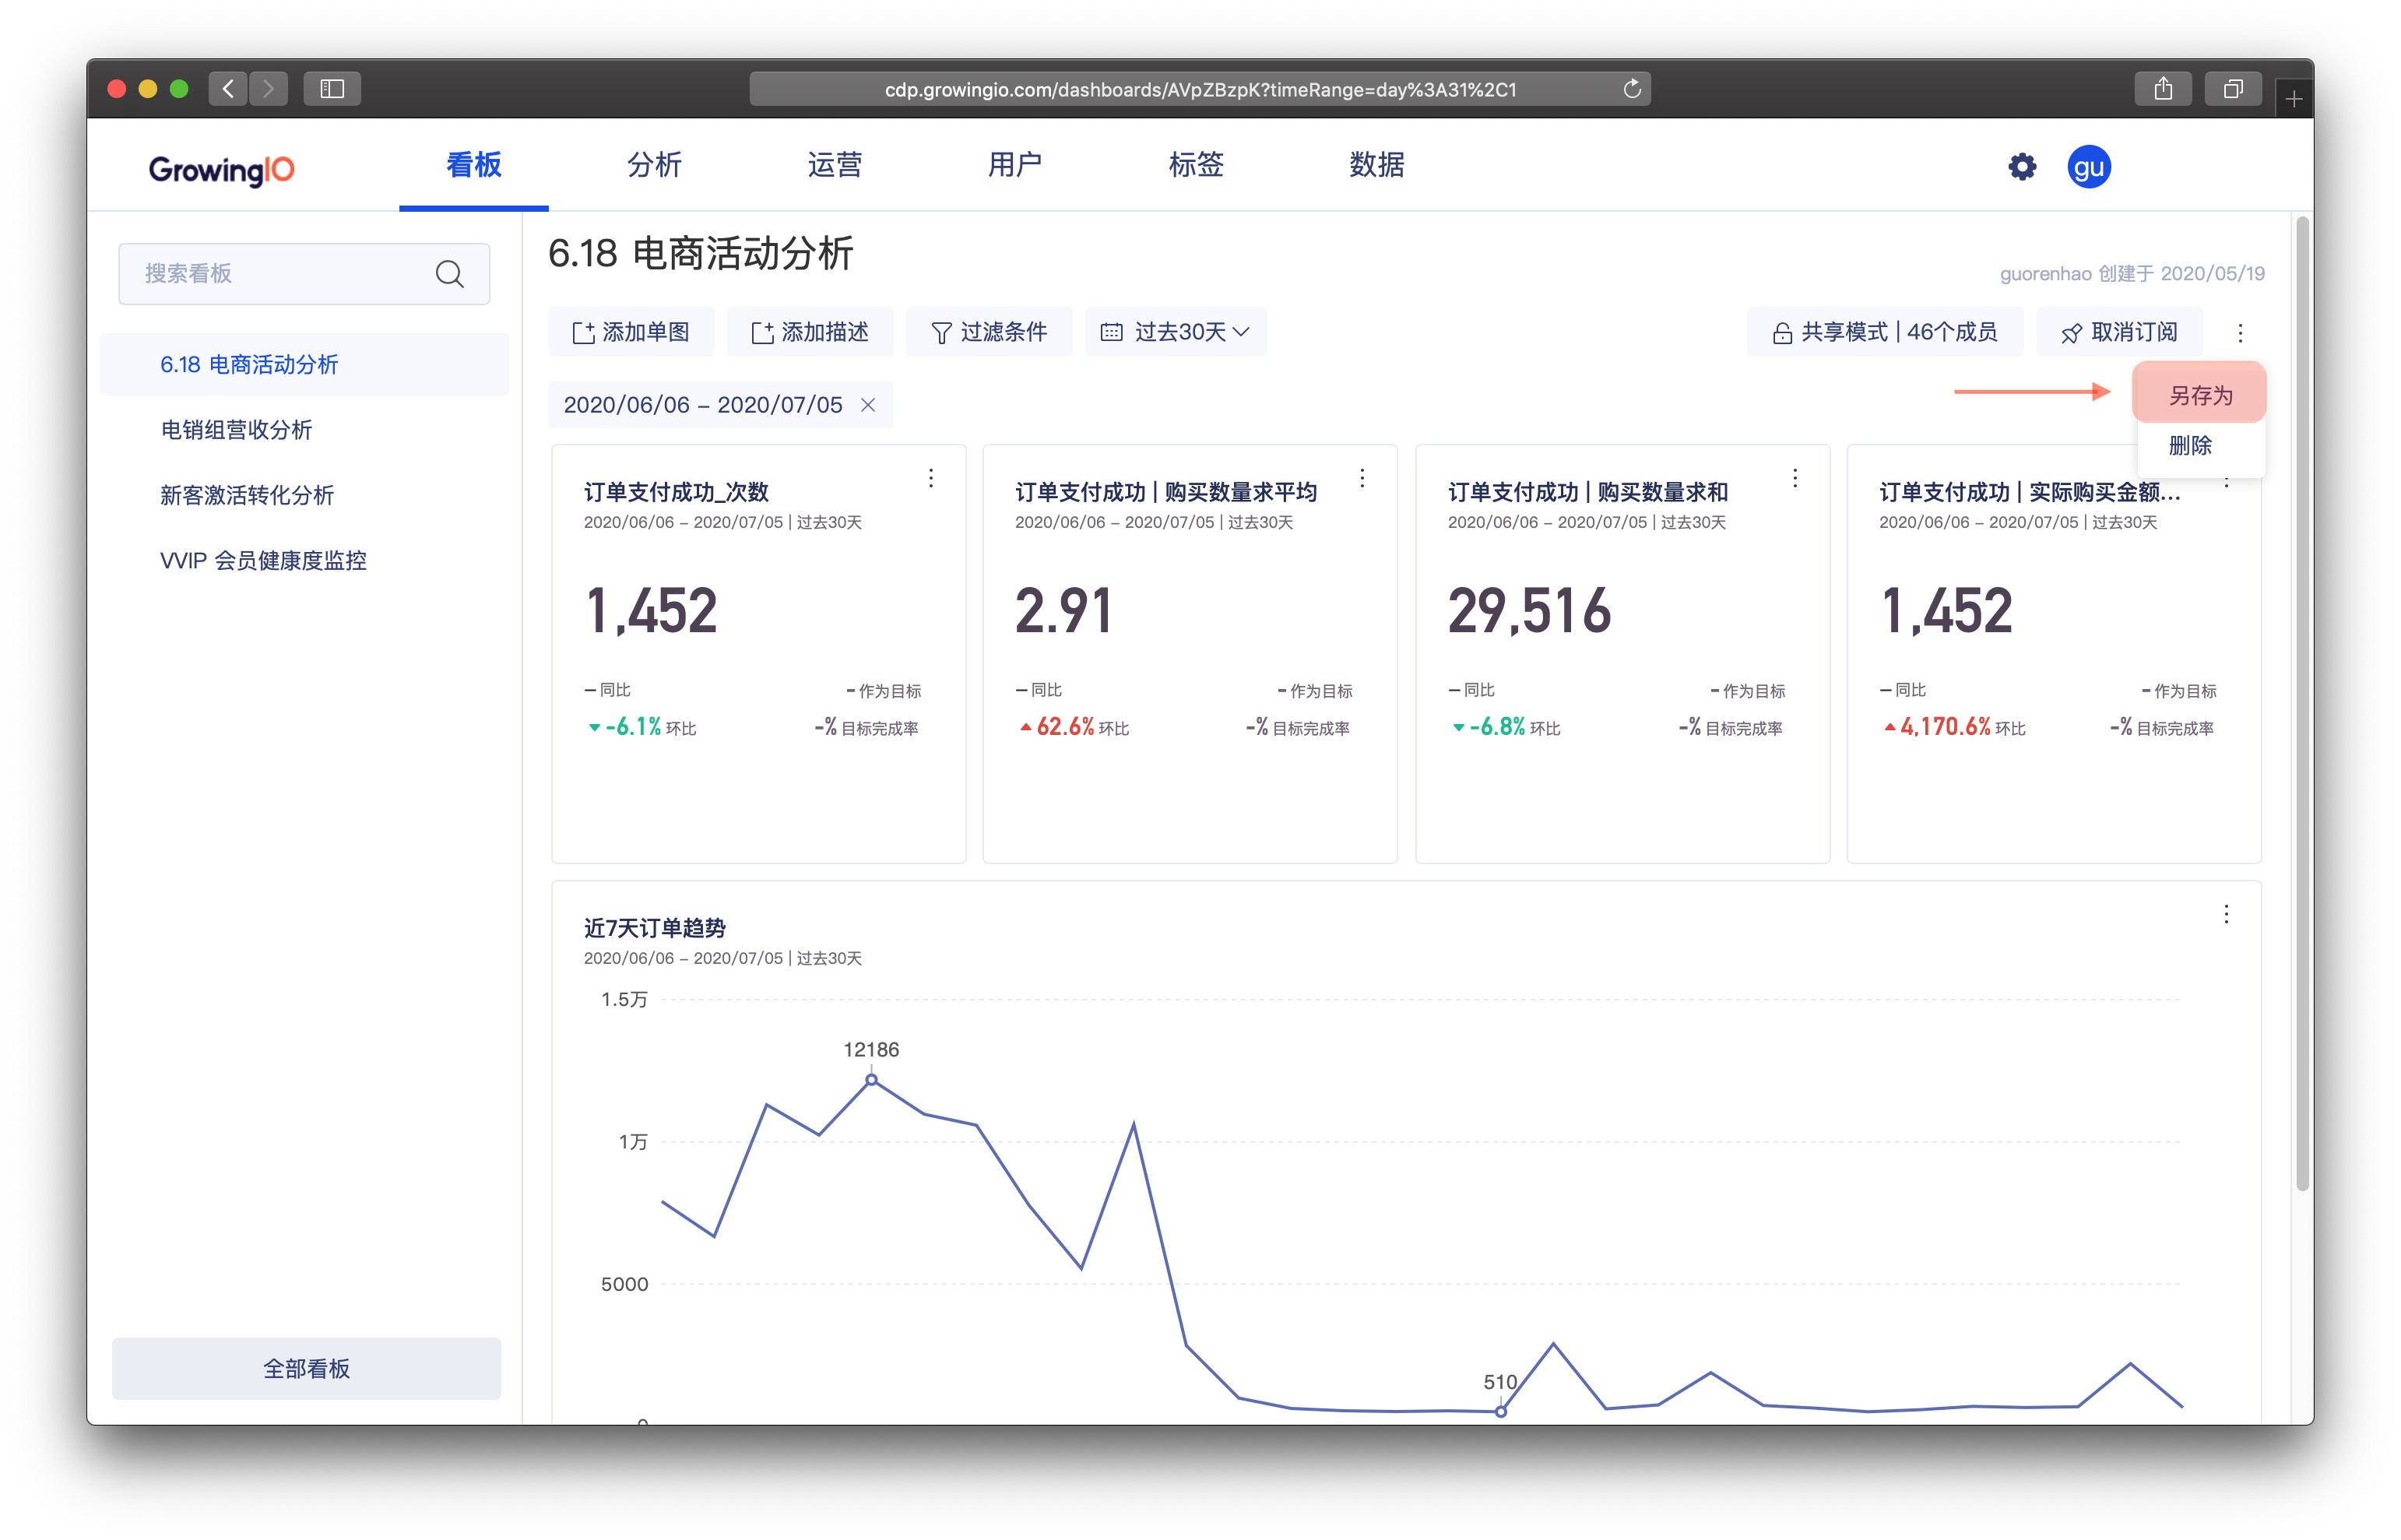 cdp.growingio.com/dashboards/AVpZBzpK?timeRange=day%3A31%2C1
GrowingIO
看板 分析 运营 用户 标签 数据
gu
搜索看板
6.18 电商活动分析
电销组营收分析
新客激活转化分析
VVIP 会员健康度监控
全部看板
6.18 电商活动分析
guorenhao 创建于 2020/05/19
添加单图 添加描述 过滤条件 过去30天 共享模式 | 46个成员 取消订阅
另存为
删除
2020/06/06 – 2020/07/05
订单支付成功_次数
2020/06/06 – 2020/07/05 | 过去30天
1,452
– 同比 - 作为目标
-6.1% 环比 -% 目标完成率
订单支付成功 | 购买数量求平均
2020/06/06 – 2020/07/05 | 过去30天
2.91
– 同比 - 作为目标
62.6% 环比 -% 目标完成率
订单支付成功 | 购买数量求和
2020/06/06 – 2020/07/05 | 过去30天
29,516
– 同比 - 作为目标
-6.8% 环比 -% 目标完成率
订单支付成功 | 实际购买金额...
2020/06/06 – 2020/07/05 | 过去30天
1,452
– 同比 - 作为目标
4,170.6% 环比 -% 目标完成率
近7天订单趋势
2020/06/06 – 2020/07/05 | 过去30天
1.5万
12186
1万
5000
510
0